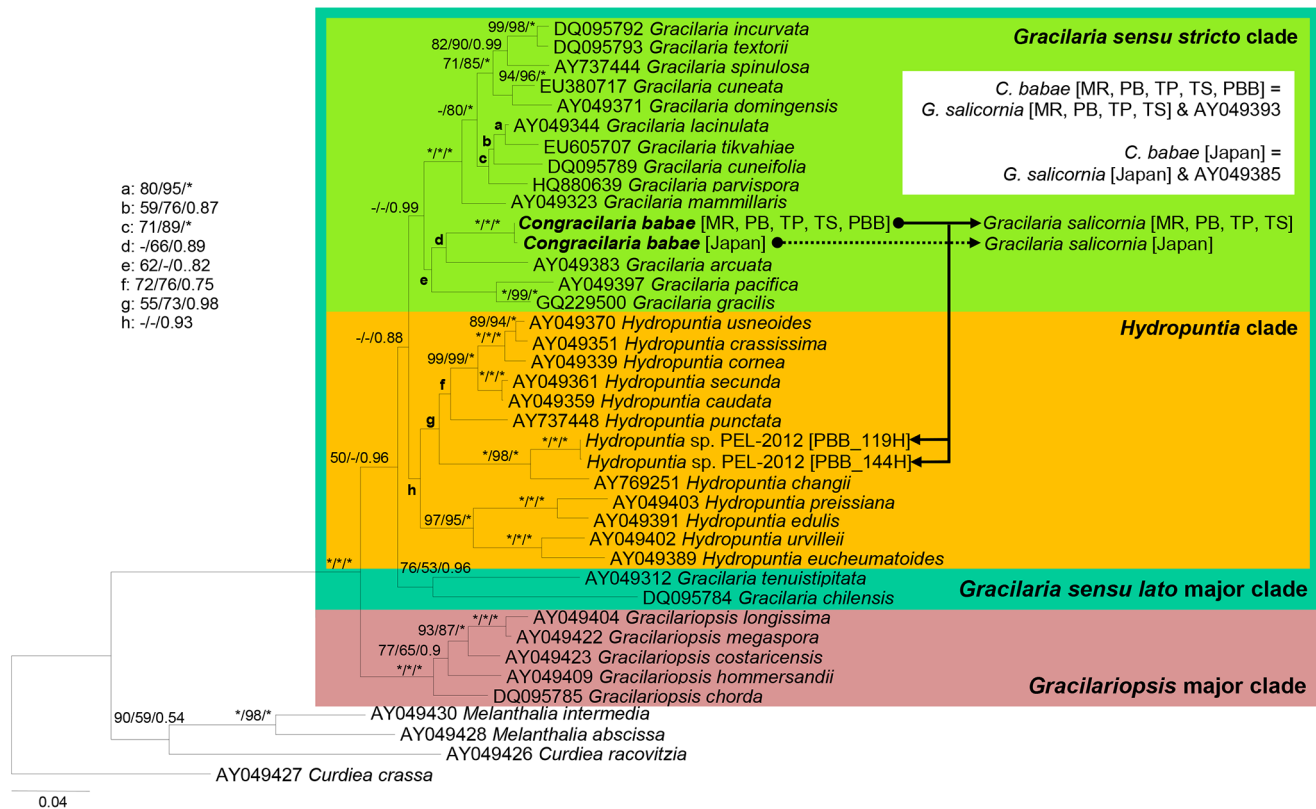 99/98/*
DQ095792 Gracilaria incurvata
Gracilaria sensu stricto clade
82/90/0.99
DQ095793 Gracilaria textorii
71/85/*
AY737444 Gracilaria spinulosa
94/96/*
EU380717 Gracilaria cuneata
C. babae [MR, PB, TP, TS, PBB] =
AY049371 Gracilaria domingensis
G. salicornia [MR, PB, TP, TS] & AY049393
-/80/*
a
AY049344 Gracilaria lacinulata
b
EU605707 Gracilaria tikvahiae
C. babae [Japan] =
*/*/*
c
DQ095789 Gracilaria cuneifolia
G. salicornia [Japan] & AY049385
HQ880639 Gracilaria parvispora
a: 80/95/*
b: 59/76/0.87
c: 71/89/*
d: -/66/0.89
e: 62/-/0..82
f: 72/76/0.75
g: 55/73/0.98
h: -/-/0.93
AY049323 Gracilaria mammillaris
-/-/0.99
*/*/*
Congracilaria babae [MR, PB, TP, TS, PBB]
Gracilaria salicornia [MR, PB, TP, TS]
d
Congracilaria babae [Japan]
Gracilaria salicornia [Japan]
AY049383 Gracilaria arcuata
e
AY049397 Gracilaria pacifica
*/99/*
GQ229500 Gracilaria gracilis
89/94/*
AY049370 Hydropuntia usneoides
Hydropuntia clade
-/-/0.88
*/*/*
AY049351 Hydropuntia crassissima
99/99/*
AY049339 Hydropuntia cornea
f
*/*/*
AY049361 Hydropuntia secunda
AY049359 Hydropuntia caudata
g
AY737448 Hydropuntia punctata
*/*/*
Hydropuntia sp. PEL-2012 [PBB_119H]
50/-/0.96
*/98/*
Hydropuntia sp. PEL-2012 [PBB_144H]
h
AY769251 Hydropuntia changii
*/*/*
AY049403 Hydropuntia preissiana
97/95/*
AY049391 Hydropuntia edulis
*/*/*
AY049402 Hydropuntia urvilleii
AY049389 Hydropuntia eucheumatoides
*/*/*
76/53/0.96
AY049312 Gracilaria tenuistipitata
DQ095784 Gracilaria chilensis
Gracilaria sensu lato major clade
*/*/*
AY049404 Gracilariopsis longissima
93/87/*
AY049422 Gracilariopsis megaspora
77/65/0.9
AY049423 Gracilariopsis costaricensis
*/*/*
AY049409 Gracilariopsis hommersandii
DQ095785 Gracilariopsis chorda
Gracilariopsis major clade
90/59/0.54
*/98/*
AY049430 Melanthalia intermedia
AY049428 Melanthalia abscissa
AY049426 Curdiea racovitzia
AY049427 Curdiea crassa
0.04